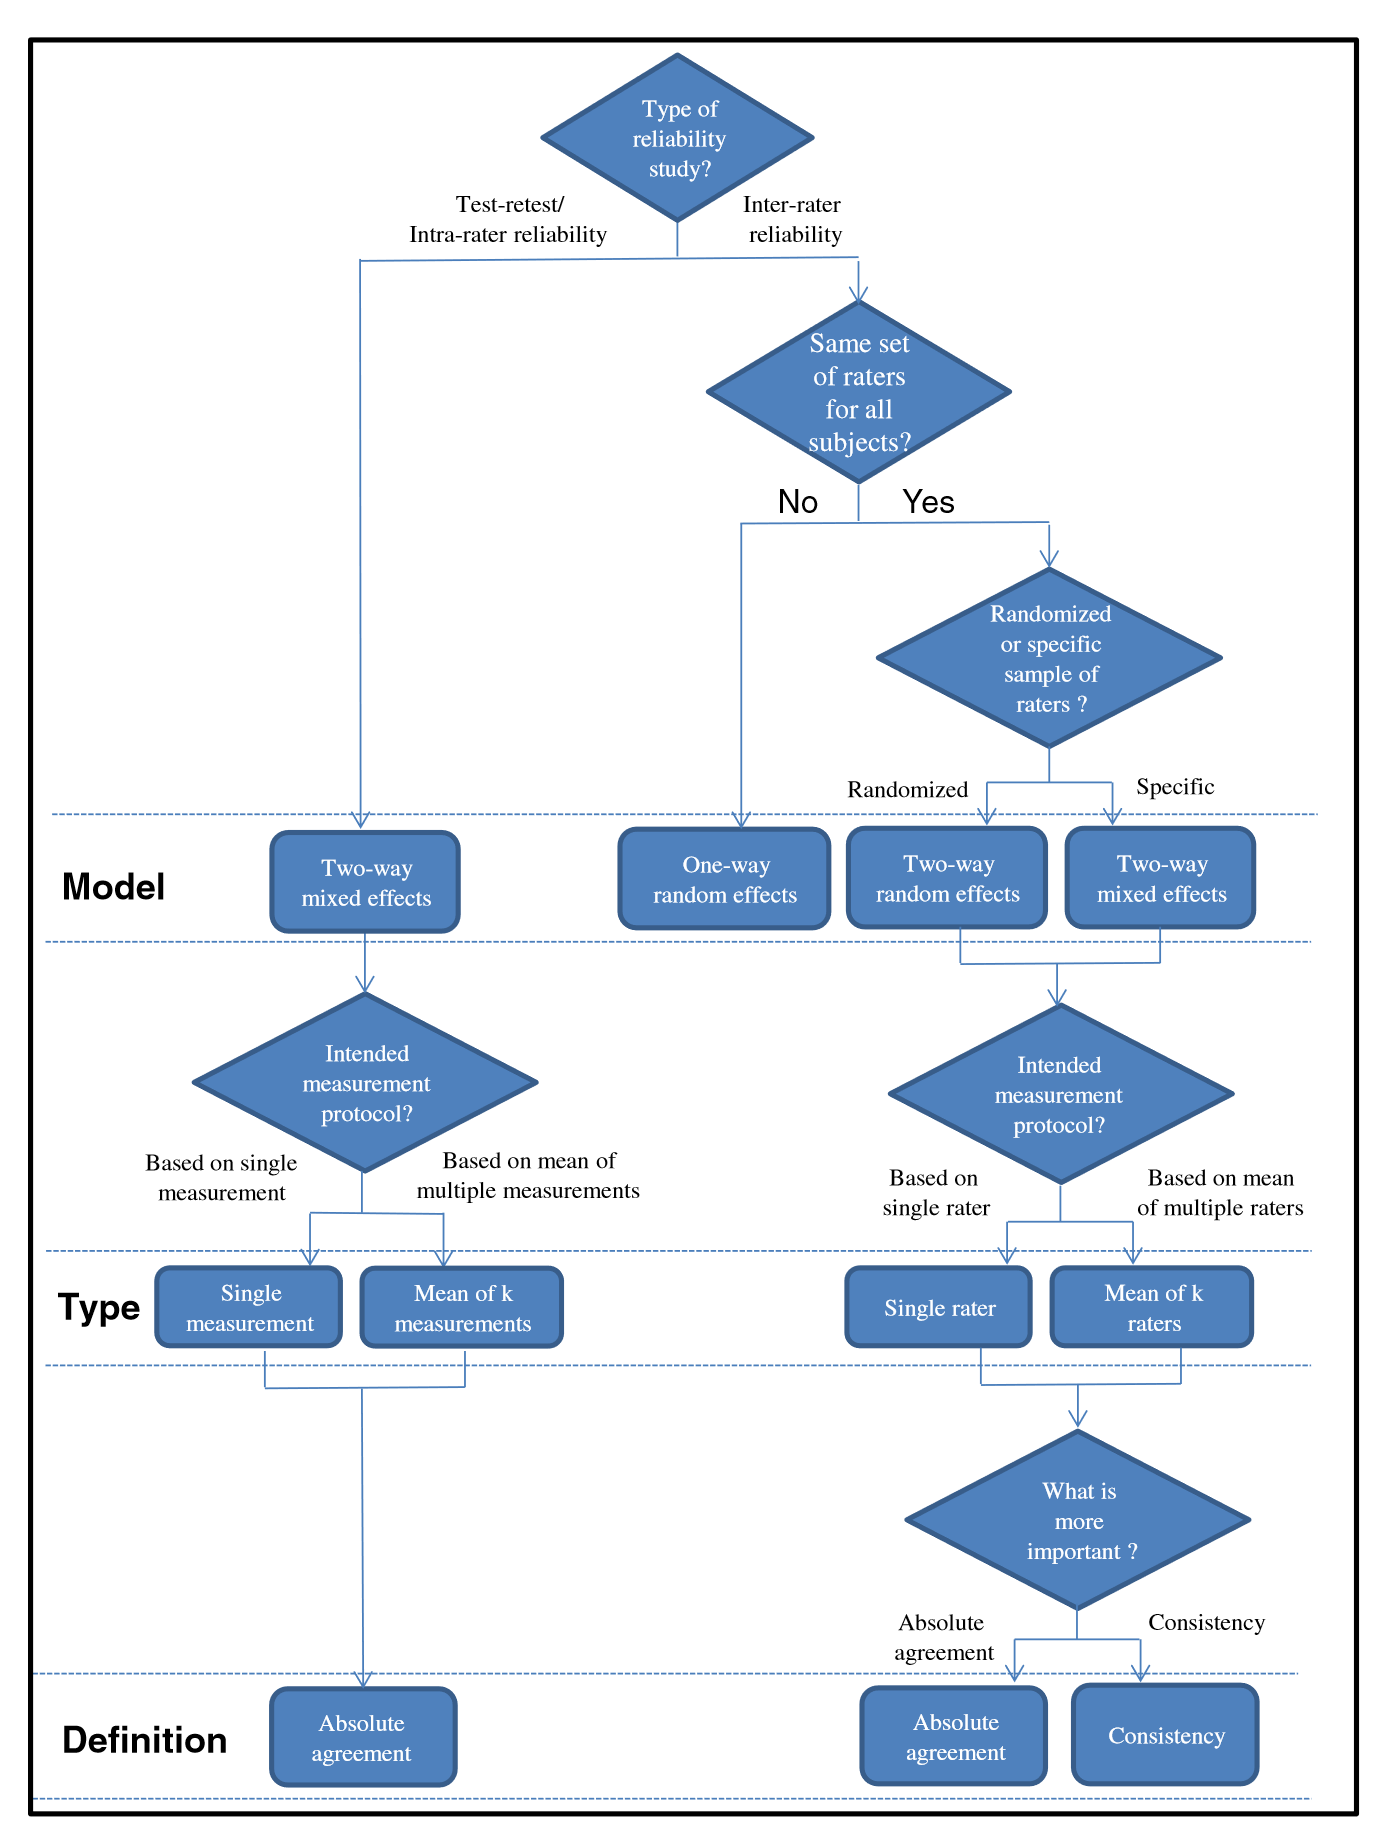 Type of
reliability
study?
Test-retest/
Intra-rater reliability
Inter-rater
reliability
Same set
of raters
for all
subjects?
No
Yes
Randomized
or specific
sample of
raters ?
Randomized
Specific
Model
Two-way
mixed effects
One-way
random effects
Two-way
random effects
Two-way
mixed effects
Intended
measurement
protocol?
Intended
measurement
protocol?
Based on single
measurement
Based on mean of
multiple measurements
Based on
single rater
Based on mean
of multiple raters
Type
Single
measurement
Mean of k
measurements
Single rater
Mean of k
raters
What is
more
important ?
Absolute
agreement
Consistency
Definition
Absolute
agreement
Absolute
agreement
Consistency